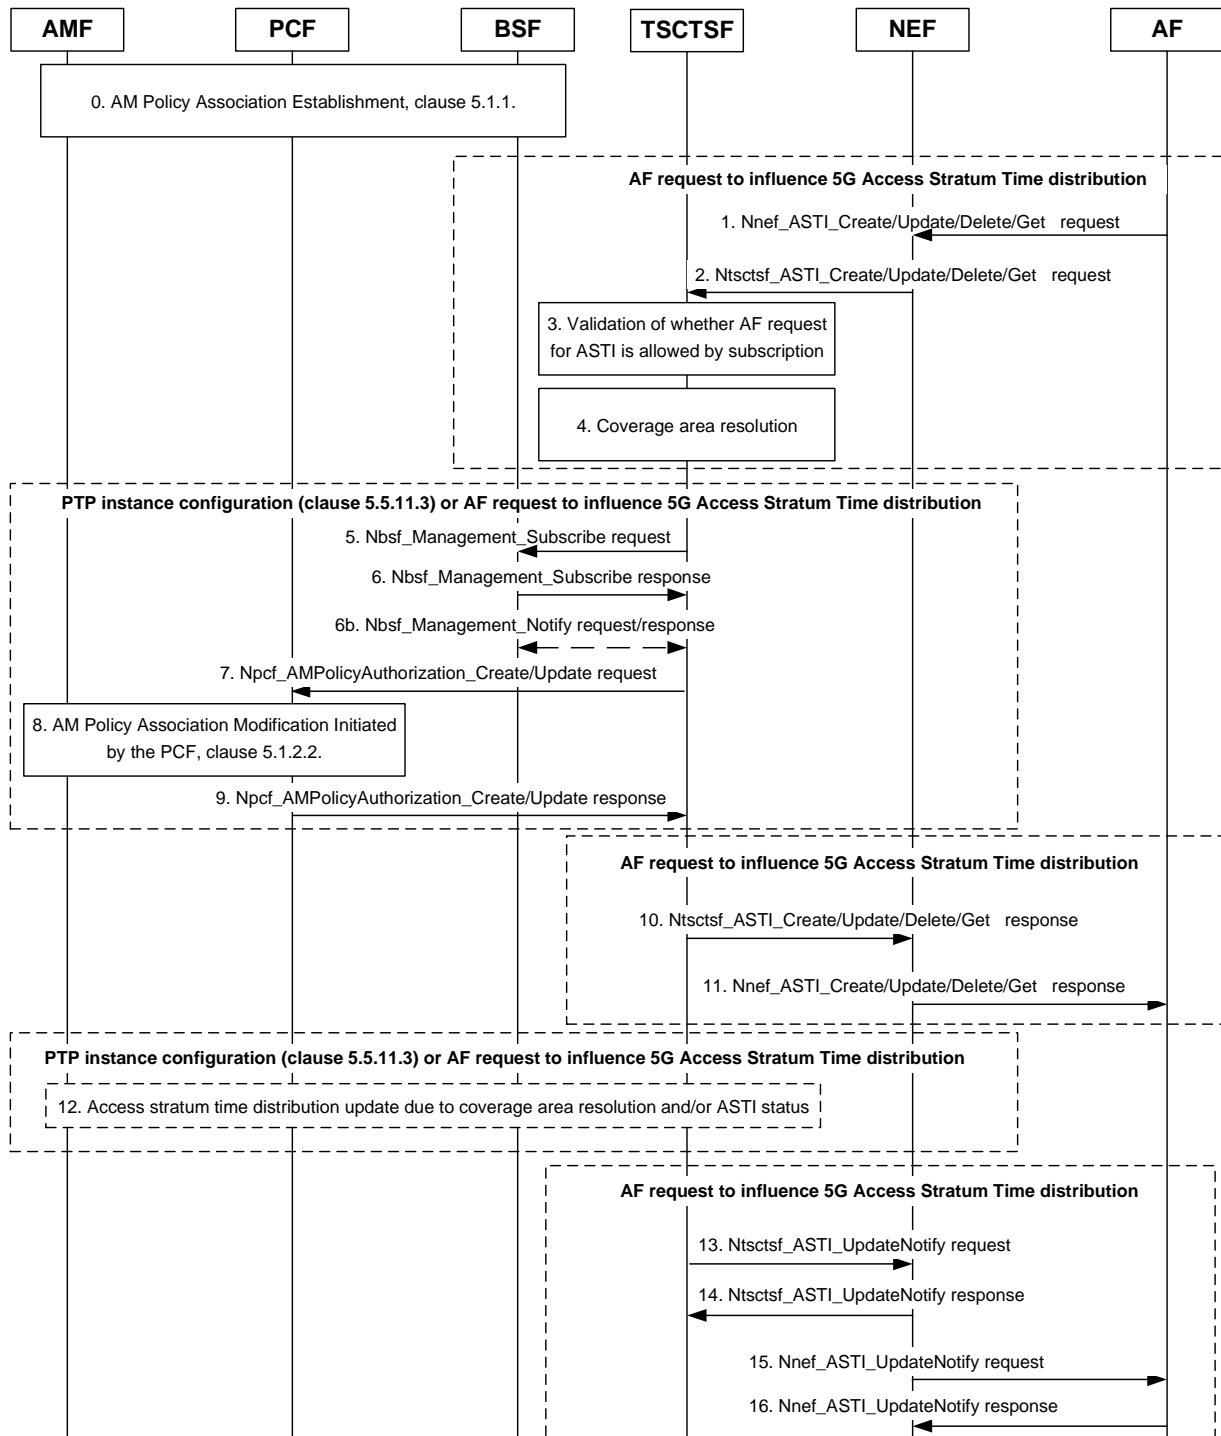 AMF
PCF
BSF
TSCTSF
NEF
AF
0. AM Policy Association Establishment, clause 5.1.1.
AF request to influence 5G Access Stratum Time distribution
1. Nnef_ASTI_Create/Update/Delete/Get request
2. Ntsctsf_ASTI_Create/Update/Delete/Get request
3. Validation of whether AF request
for ASTI is allowed by subscription
4. Coverage area resolution
PTP instance configuration (clause 5.5.11.3) or AF request to influence 5G Access Stratum Time distribution
5. Nbsf_Management_Subscribe request
6. Nbsf_Management_Subscribe response
6b. Nbsf_Management_Notify request/response
7. Npcf_AMPolicyAuthorization_Create/Update request
8. AM Policy Association Modification Initiated
by the PCF, clause 5.1.2.2.
9. Npcf_AMPolicyAuthorization_Create/Update response
AF request to influence 5G Access Stratum Time distribution
10. Ntsctsf_ASTI_Create/Update/Delete/Get response
11. Nnef_ASTI_Create/Update/Delete/Get response
PTP instance configuration (clause 5.5.11.3) or AF request to influence 5G Access Stratum Time distribution
12. Access stratum time distribution update due to coverage area resolution and/or ASTI status
AF request to influence 5G Access Stratum Time distribution
13. Ntsctsf_ASTI_UpdateNotify request
14. Ntsctsf_ASTI_UpdateNotify response
15. Nnef_ASTI_UpdateNotify request
16. Nnef_ASTI_UpdateNotify response